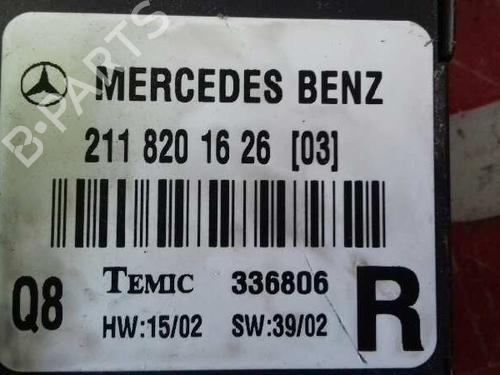 B-PARTS
MERCEDES BENZ
211 820 16 26 [03]
Q8 TEMIC 336806 R
HW:15/02 SW:39/02